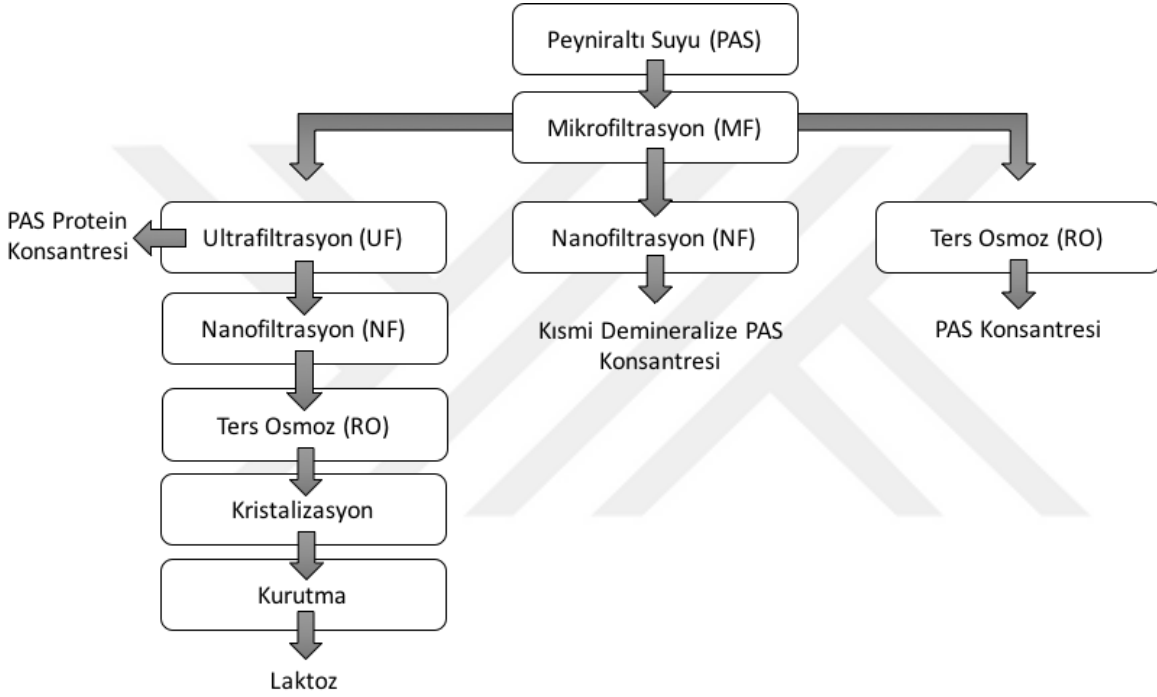 Peyniraltı Suyu (PAS)
Mikrofiltrasyon (MF)
PAS Protein
Konsantresi
Ultrafiltrasyon (UF)
Nanofiltrasyon (NF)
Ters Osmoz (RO)
Nanofiltrasyon (NF)
Kısmi Demineralize PAS
Konsantresi
PAS Konsantresi
Ters Osmoz (RO)
Kristalizasyon
Kurutma
Laktoz